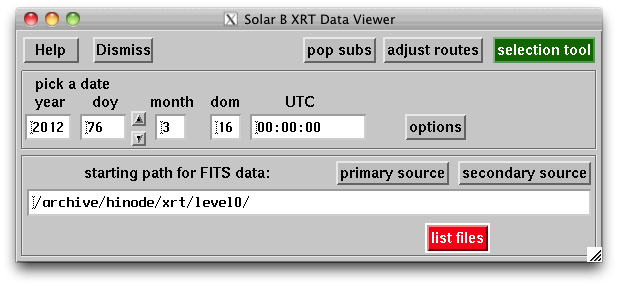 Solar B XRT Data Viewer
Help Dismiss pop subs adjust routes selection tool
pick a date
year doy month dom UTC
2012 76 3 16 00:00:00 options
starting path for FITS data: primary source secondary source
/archive/hinode/xrt/level0/
list files